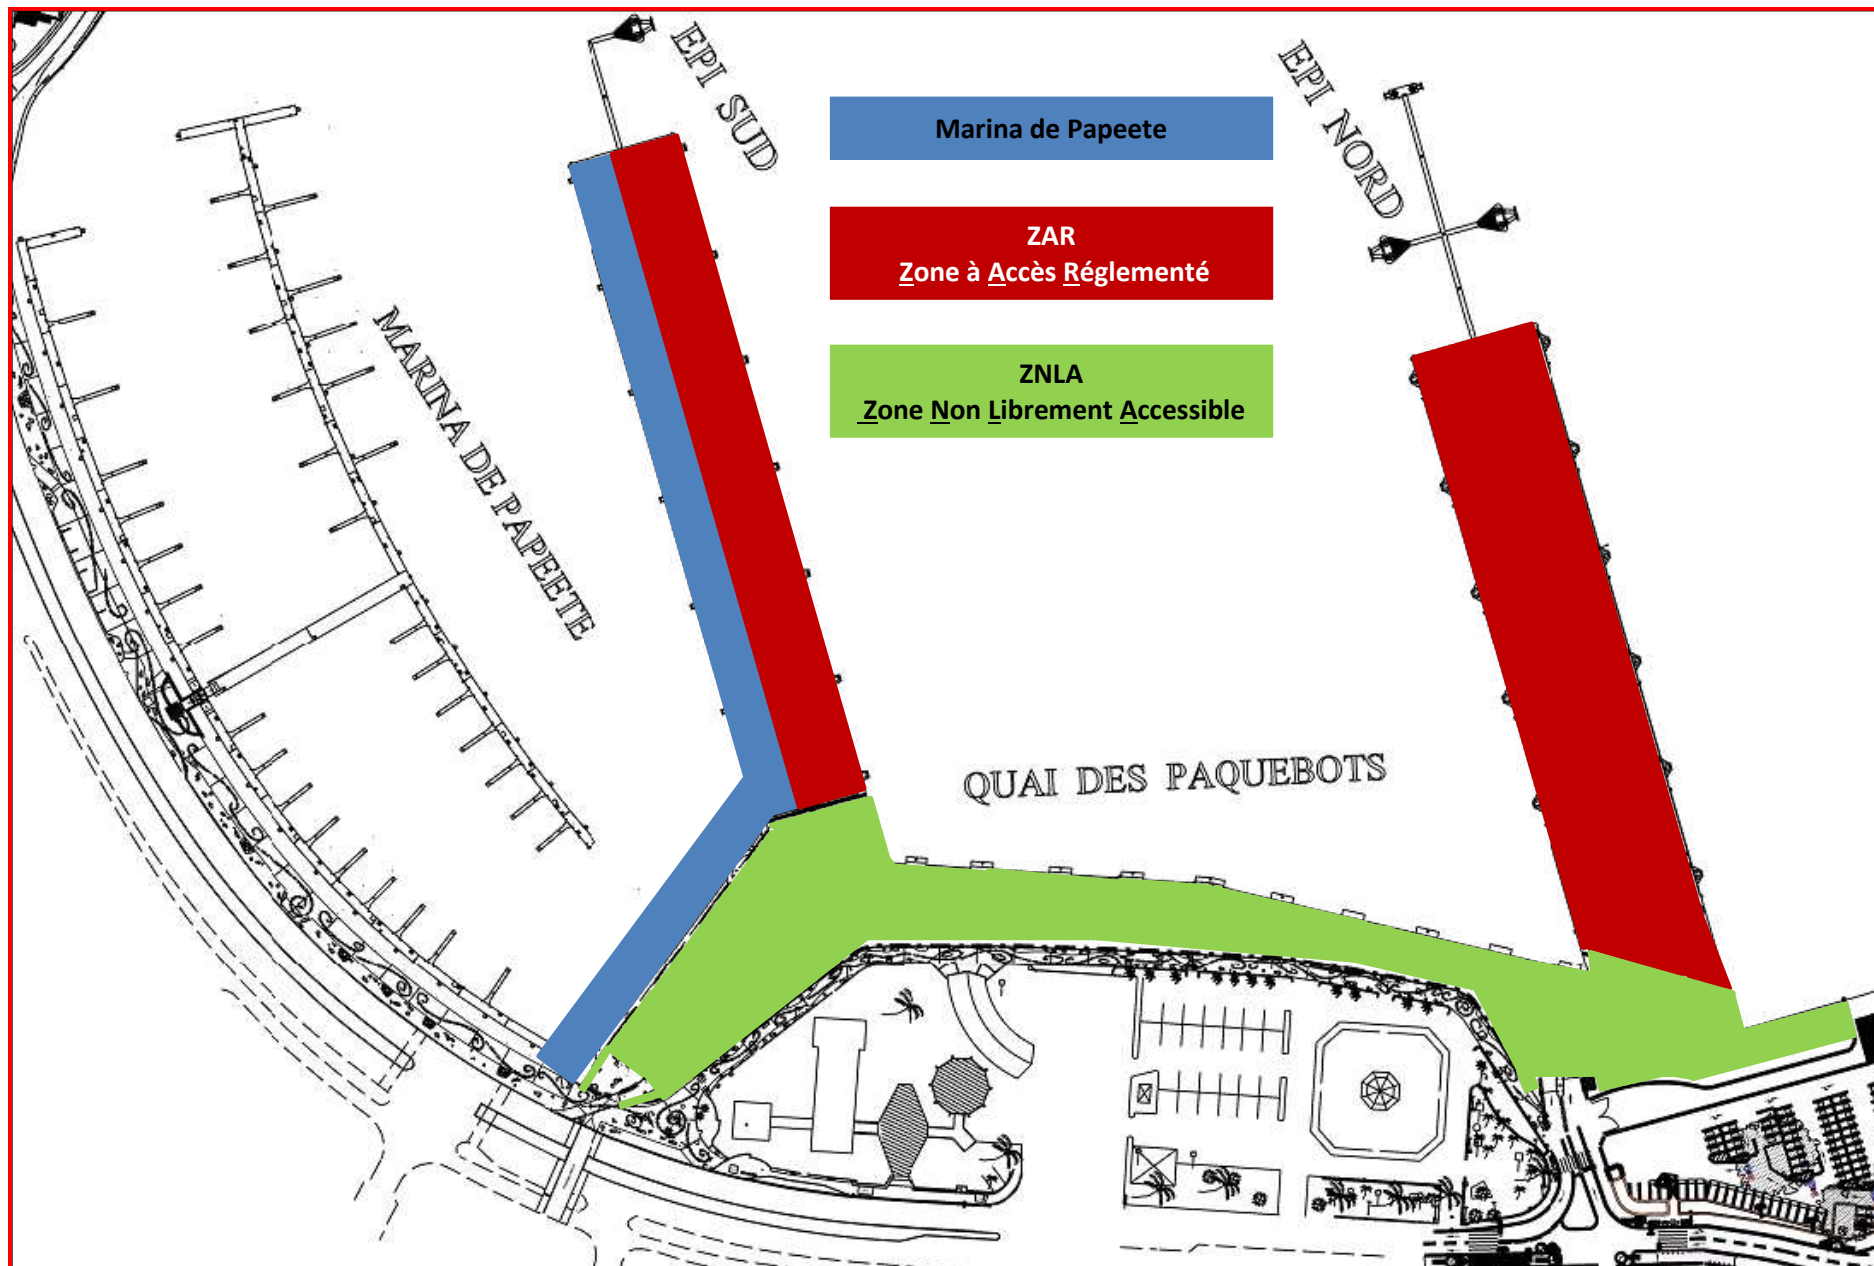 EPI SUD
EPI NORD
Marina de Papeete
ZAR
Zone à Accès Réglementé
ZNLA
Zone Non Librement Accessible
MARINA DE PAPEETE
QUAI DES PAQUEBOTS